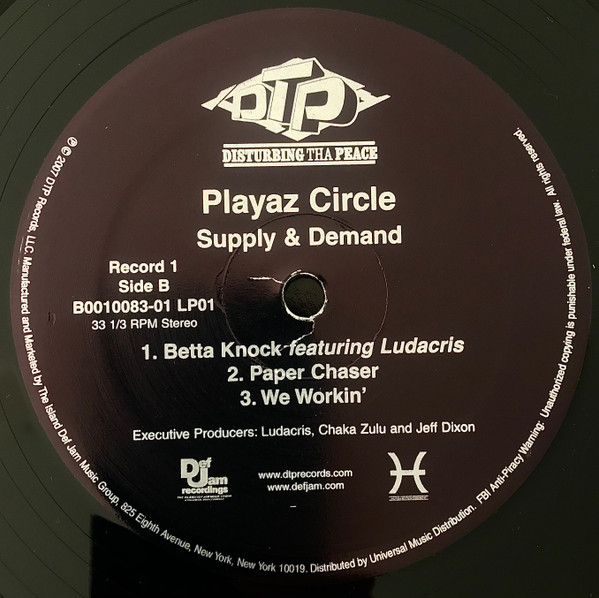 DTP
DISTURBING THA PEACE
Playaz Circle
Supply & Demand
Record 1
Side B
B0010083-01 LP01
33 1/3 RPM Stereo
1. Betta Knock featuring Ludacris
2. Paper Chaser
3. We Workin'
Executive Producers: Ludacris, Chaka Zulu and Jeff Dixon
Def Jam
recordings
www.dtprecords.com
www.defjam.com
℗ © 2007 DTP Records, LLC. Manufactured and Marketed by The Island Def Jam Music Group, 825 Eighth Avenue, New York, New York 10019. Distributed by Universal Music Distribution. FBI Anti-Piracy Warning: Unauthorized copying is punishable under federal law. All rights reserved.